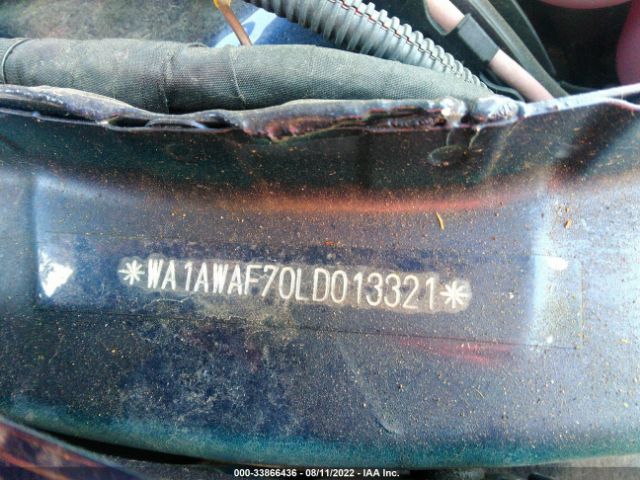 *WA1AWAF70LD013321*
000-33866436 - 08/11/2022 - IAA Inc.